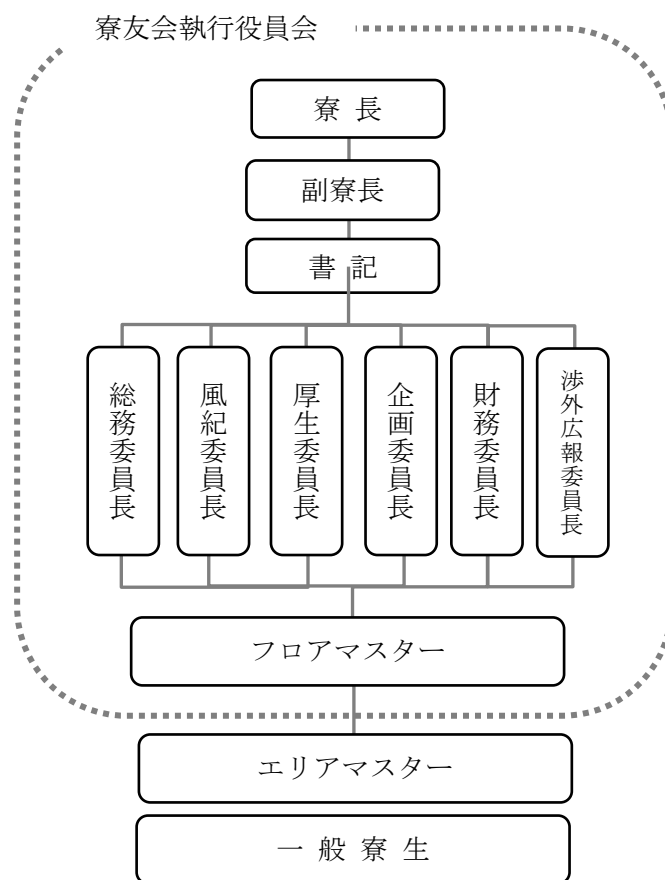 寮友会執行役員会
寮 長
副寮長
書 記
総務委員長
風紀委員長
厚生委員長
企画委員長
財務委員長
渉外広報委員長
フロアマスター
エリアマスター
一 般 寮 生